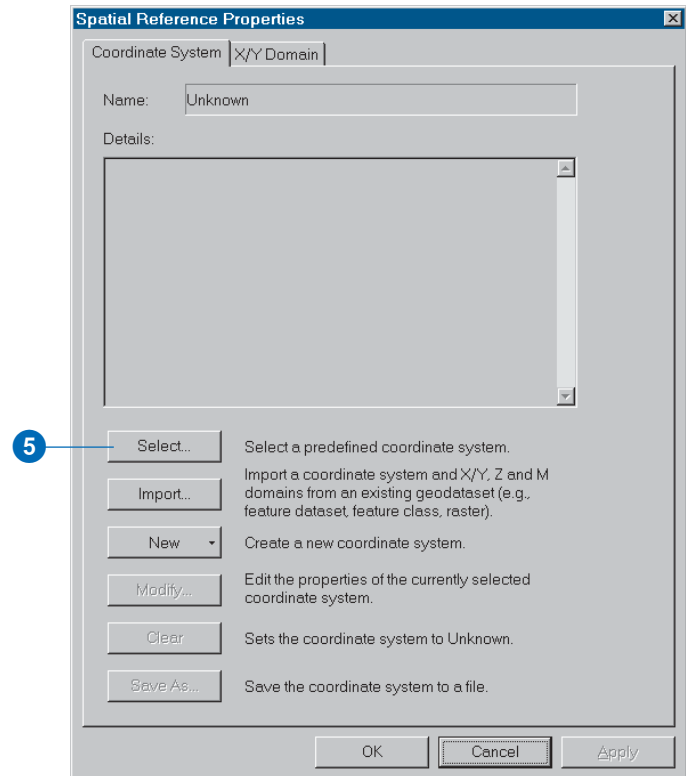 Spatial Reference Properties
Coordinate System
X/Y Domain
Name:
Unknown
Details:
5
Select...
Select a predefined coordinate system.
Import...
Import a coordinate system and X/Y, Z and M
domains from an existing geodataset (e.g.,
feature dataset, feature class, raster).
New
Create a new coordinate system.
Modify...
Edit the properties of the currently selected
coordinate system.
Clear
Sets the coordinate system to Unknown.
Save As...
Save the coordinate system to a file.
OK
Cancel
Apply